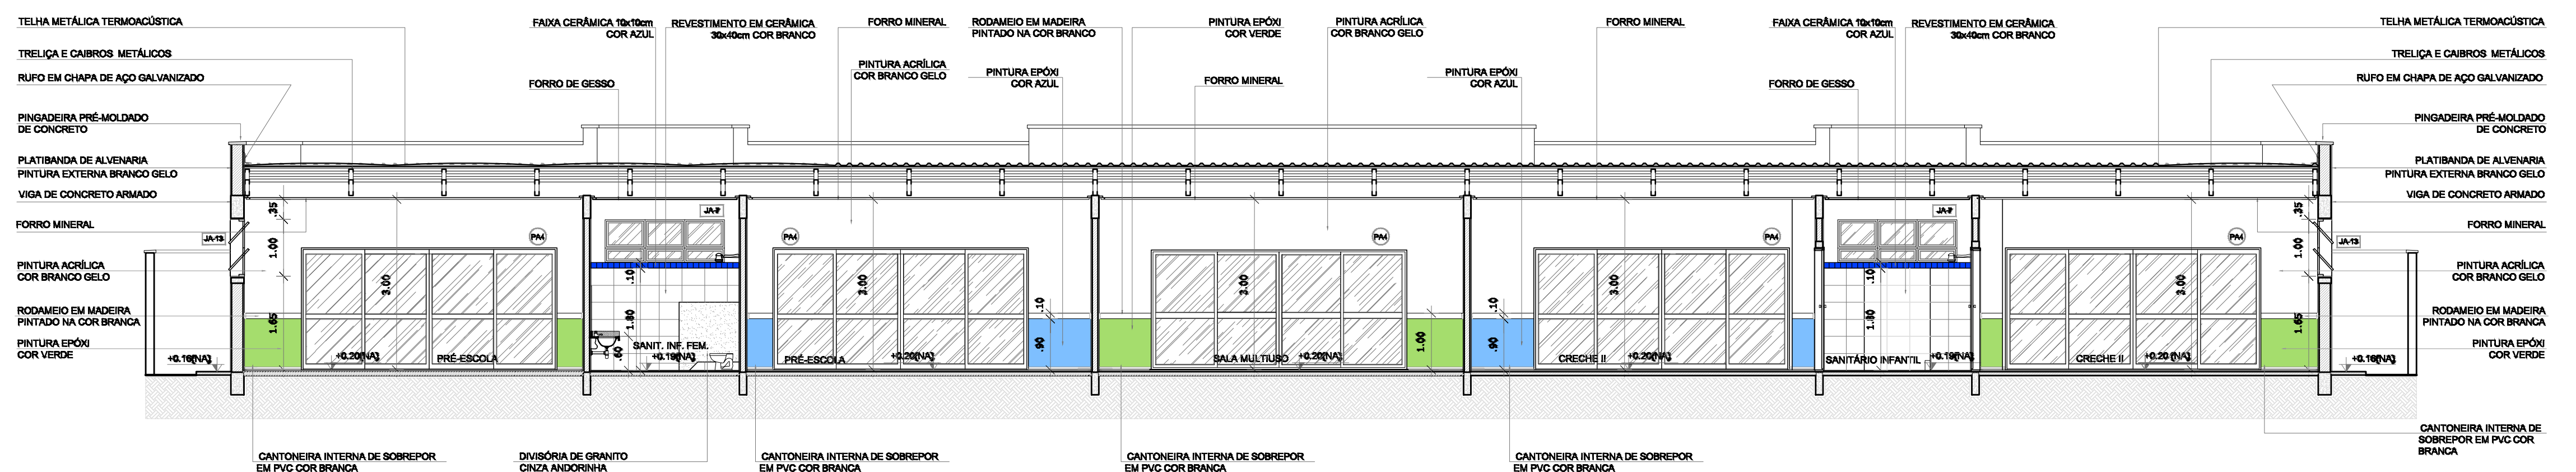 TELHA METÁLICA TERMOACÚSTICA
TRELIÇA E CAIBROS METÁLICOS
RUFO EM CHAPA DE AÇO GALVANIZADO
PINGADEIRA PRÉ-MOLDADO
DE CONCRETO
PLATIBANDA DE ALVENARIA
PINTURA EXTERNA BRANCO GELO
VIGA DE CONCRETO ARMADO
FORRO MINERAL
PINTURA ACRÍLICA
COR BRANCO GELO
RODAMEIO EM MADEIRA
PINTADO NA COR BRANCA
PINTURA EPÓXI
COR VERDE
FAIXA CERÂMICA 10x10cm
COR AZUL
REVESTIMENTO EM CERÂMICA
30x40cm COR BRANCO
FORRO DE GESSO
FORRO MINERAL
PINTURA ACRÍLICA
COR BRANCO GELO
RODAMEIO EM MADEIRA
PINTADO NA COR BRANCO
PINTURA EPÓXI
COR AZUL
PINTURA EPÓXI
COR VERDE
FORRO MINERAL
PINTURA ACRÍLICA
COR BRANCO GELO
PINTURA EPÓXI
COR AZUL
FORRO MINERAL
FAIXA CERÂMICA 10x10cm
COR AZUL
REVESTIMENTO EM CERÂMICA
30x40cm COR BRANCO
FORRO DE GESSO
TELHA METÁLICA TERMOACÚSTICA
TRELIÇA E CAIBROS METÁLICOS
RUFO EM CHAPA DE AÇO GALVANIZADO
PINGADEIRA PRÉ-MOLDADO
DE CONCRETO
PLATIBANDA DE ALVENARIA
PINTURA EXTERNA BRANCO GELO
VIGA DE CONCRETO ARMADO
FORRO MINERAL
PINTURA ACRÍLICA
COR BRANCO GELO
RODAMEIO EM MADEIRA
PINTADO NA COR BRANCA
PINTURA EPÓXI
COR VERDE
JA-13
.35
1.00
1.65
+0.16[NA]
3.00
PA4
+0.20[NA]
PRÉ-ESCOLA
JA-7
.10
1.80
.60
SANIT. INF. FEM.
+0.19[NA]
PA4
3.00
PRÉ-ESCOLA
+0.20[NA]
.10
.90
3.00
PA4
SALA MULTIUSO
+0.20[NA]
1.00
.10
.90
3.00
PA4
CRECHE II
+0.20[NA]
JA-7
.10
1.80
SANITÁRIO INFANTIL
+0.19[NA]
PA4
3.00
CRECHE II
+0.20 [NA]
.35
1.00
1.65
JA-13
+0.16[NA]
CANTONEIRA INTERNA DE SOBREPOR
EM PVC COR BRANCA
DIVISÓRIA DE GRANITO
CINZA ANDORINHA
CANTONEIRA INTERNA DE SOBREPOR
EM PVC COR BRANCA
CANTONEIRA INTERNA DE SOBREPOR
EM PVC COR BRANCA
CANTONEIRA INTERNA DE SOBREPOR
EM PVC COR BRANCA
CANTONEIRA INTERNA DE
SOBREPOR EM PVC COR
BRANCA